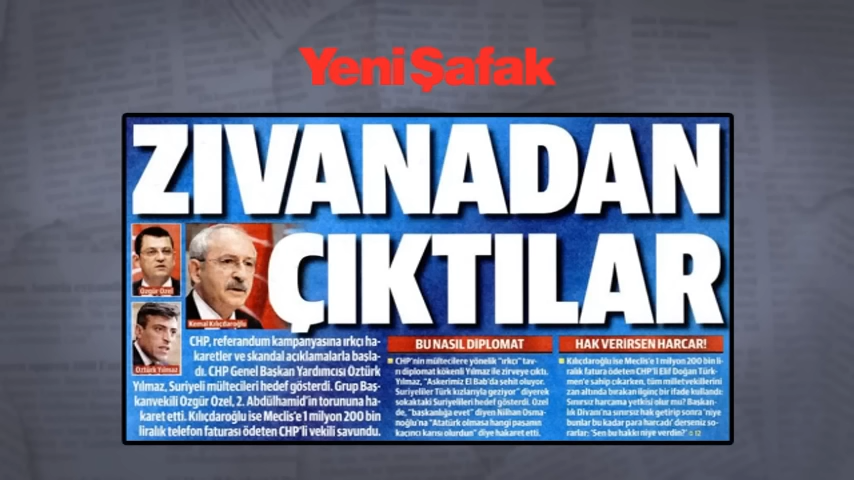 Yeni Şafak
ZIVANADAN
ÇIKTILAR
Özgür Özel
Kemal Kılıçdaroğlu
Öztürk Yılmaz
CHP, referandum kampanyasına ırkçı ha-
karetler ve skandal açıklamalarla başla-
dı. CHP Genel Başkan Yardımcısı Öztürk
Yılmaz, Suriyeli mültecileri hedef gösterdi. Grup Baş-
kanvekili Özgür Özel, 2. Abdülhamid'in torununa ha-
karet etti. Kılıçdaroğlu ise Meclis'e 1 milyon 200 bin
liralık telefon faturası ödeten CHP'li vekili savundu.
BU NASIL DİPLOMAT
CHP'nin mültecilere yönelik "ırkçı" tav-
rı diplomat kökenli Yılmaz ile zirveye çıktı.
Yılmaz, "Askerimiz El Bab'da şehit oluyor.
Suriyeliler Türk kızlarıyla geziyor" diyerek
sokaktaki Suriyelileri hedef gösterdi. Özel
de, "başkanlığa evet" diyen Nilhan Osma-
noğlu'na "Atatürk olmasa hangi paşanın
kaçıncı karısı olurdun" diye hakaret etti.
HAK VERİRSEN HARCAR!
Kılıçdaroğlu ise Meclis'e 1 milyon 200 bin li-
ralık fatura ödeten CHP'li Elif Doğan Türk-
men'e sahip çıkarken, tüm milletvekillerini
zan altında bırakan ilginç bir ifade kullandı:
Sınırsız harcama yetkisi olur mu? Başkan-
lık Divanı'na sınırsız hak getirip sonra 'niye
bunlar bu kadar para harcadı' derseniz so-
rarlar: 'Sen bu hakkı niye verdin?' 12